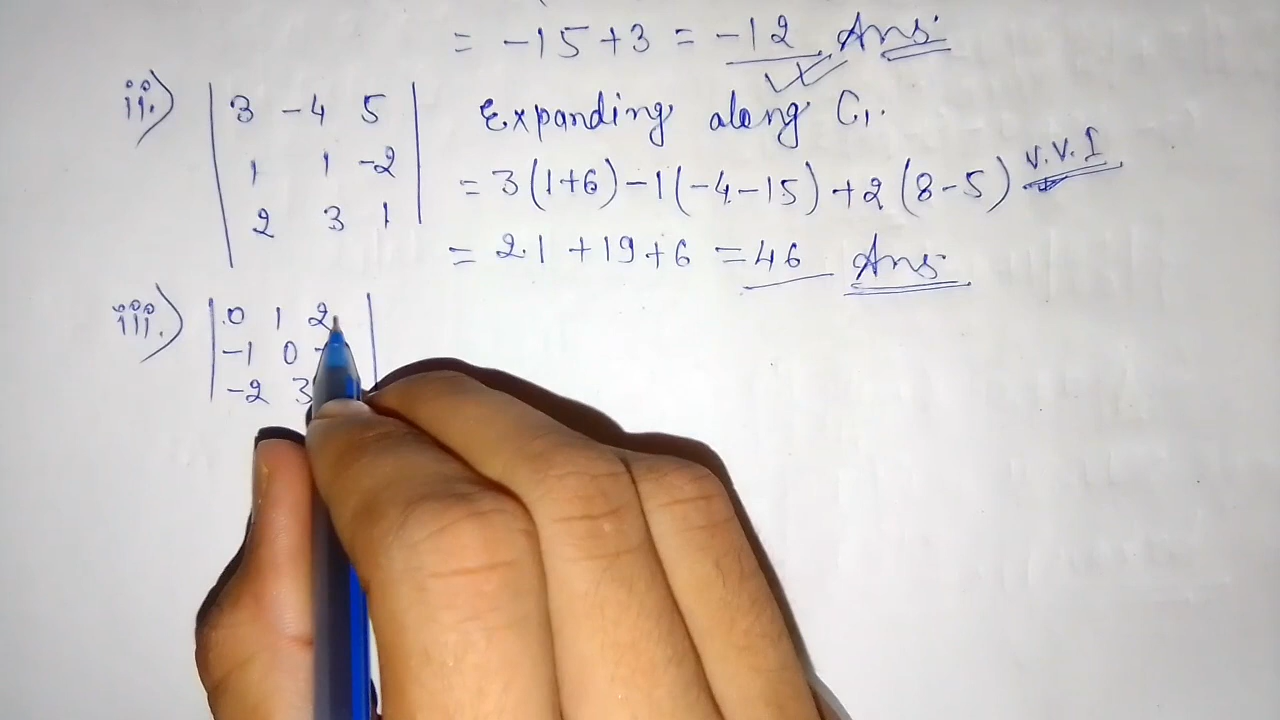 = -15+3 = -12 Ans.
ii.) | 3 -4 5 | Expanding along C₁.
| 1 1 -2 | = 3(1+6) -1(-4-15) +2(8-5) V.V.I
| 2 3 1 |
= 21 +19+6 = 46 Ans.
iii.) | 0 1 2 |
| -1 0
| -2 3